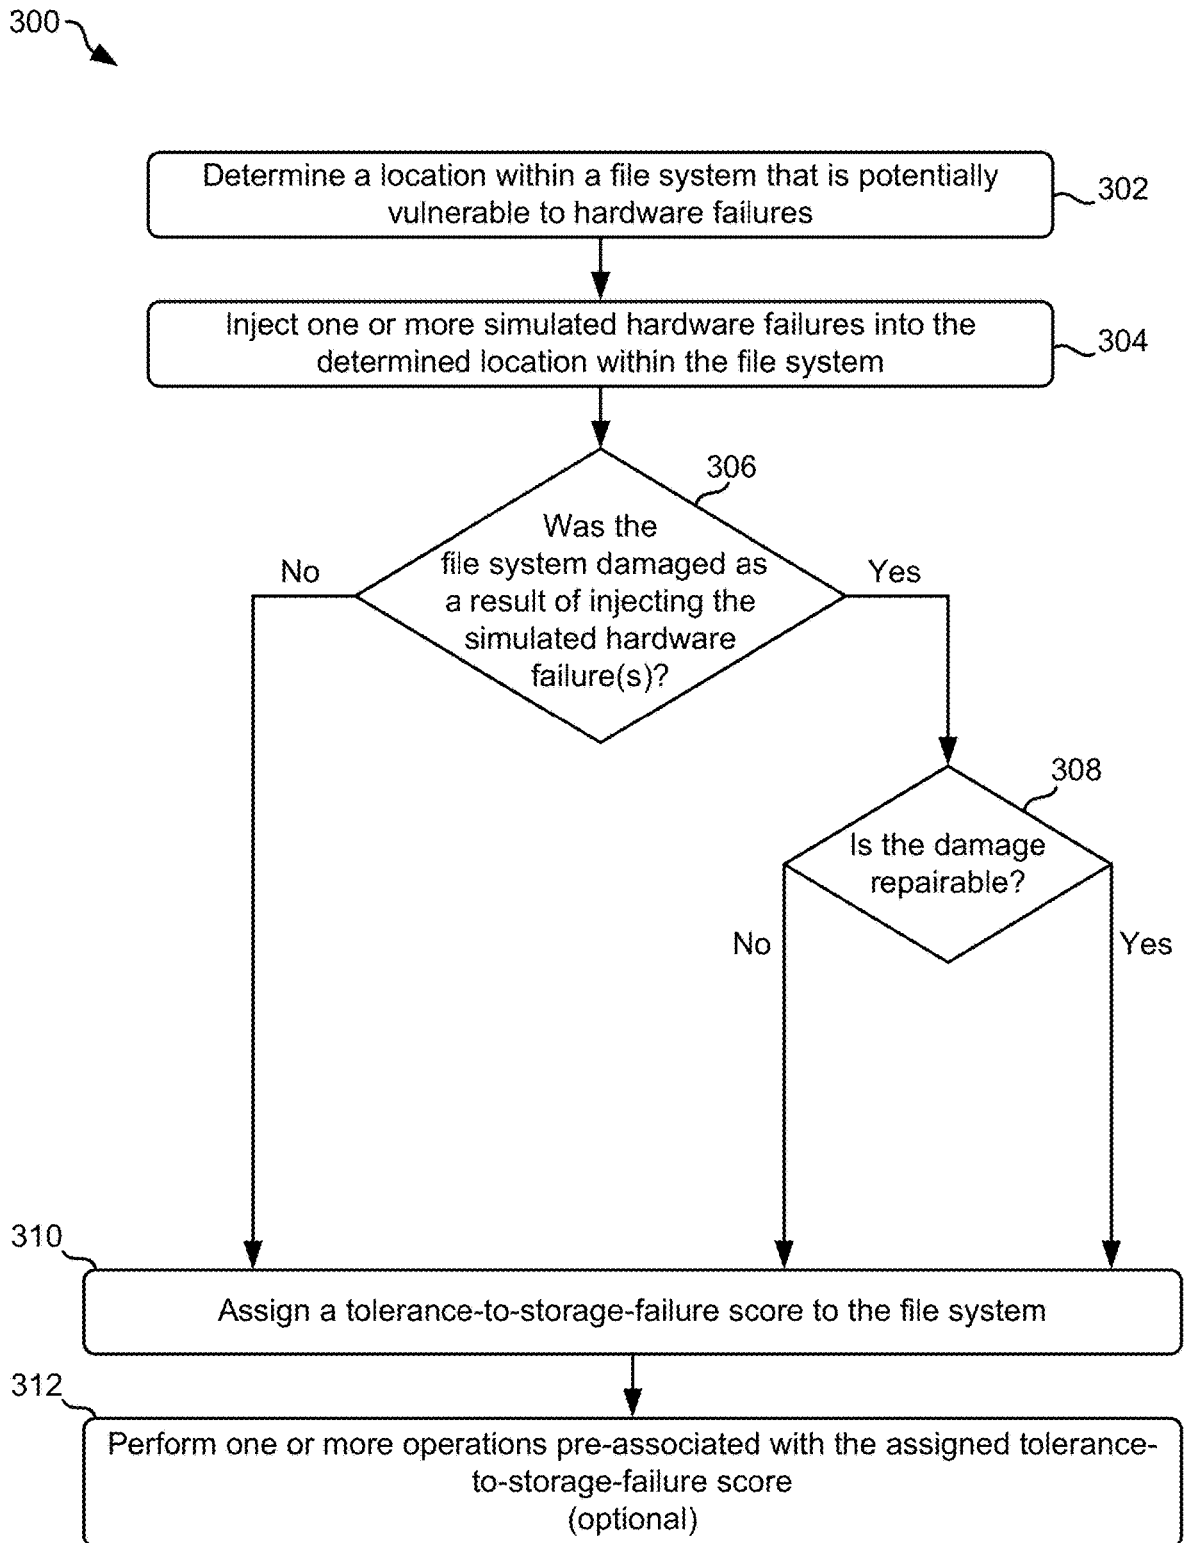 300
Determine a location within a file system that is potentially
vulnerable to hardware failures
302
Inject one or more simulated hardware failures into the
determined location within the file system
304
306
Was the
file system damaged as
a result of injecting the
simulated hardware
failure(s)?
No
Yes
308
Is the damage
repairable?
No
Yes
310
Assign a tolerance-to-storage-failure score to the file system
312
Perform one or more operations pre-associated with the assigned tolerance-
to-storage-failure score
(optional)